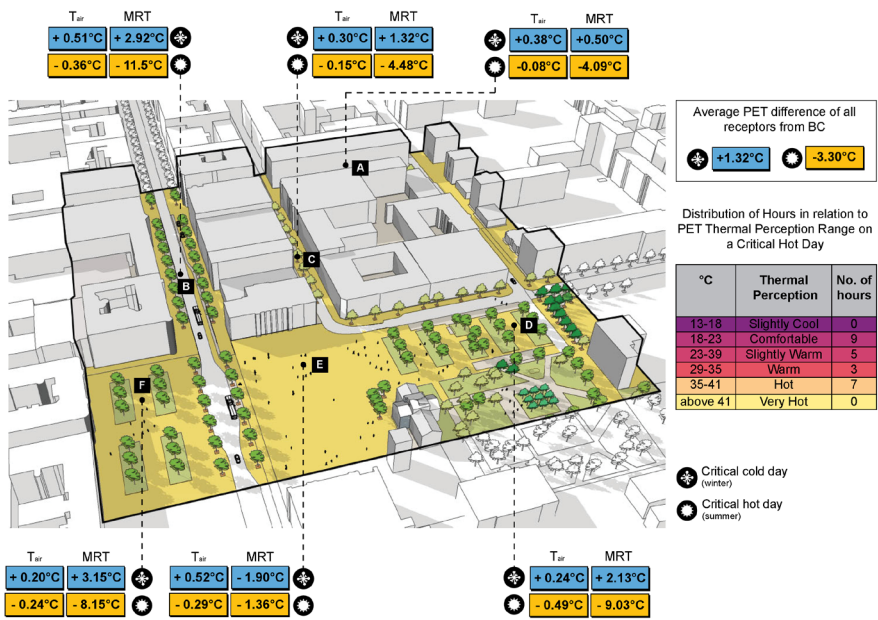 Tair MRT
+ 0.51°C + 2.92°C
- 0.36°C - 11.5°C
Tair MRT
+ 0.30°C + 1.32°C
- 0.15°C - 4.48°C
Tair MRT
+0.38°C +0.50°C
-0.08°C -4.09°C
A
B
C
D
E
F
Average PET difference of all
receptors from BC
+1.32°C -3.30°C
Distribution of Hours in relation to
PET Thermal Perception Range on
a Critical Hot Day
°C Thermal Perception No. of hours
13-18 Slightly Cool 0
18-23 Comfortable 9
23-39 Slightly Warm 5
29-35 Warm 3
35-41 Hot 7
above 41 Very Hot 0
Critical cold day
(winter)
Critical hot day
(summer)
Tair MRT
+ 0.20°C + 3.15°C
- 0.24°C - 8.15°C
Tair MRT
+ 0.52°C - 1.90°C
- 0.29°C - 1.36°C
Tair MRT
+ 0.24°C + 2.13°C
- 0.49°C - 9.03°C